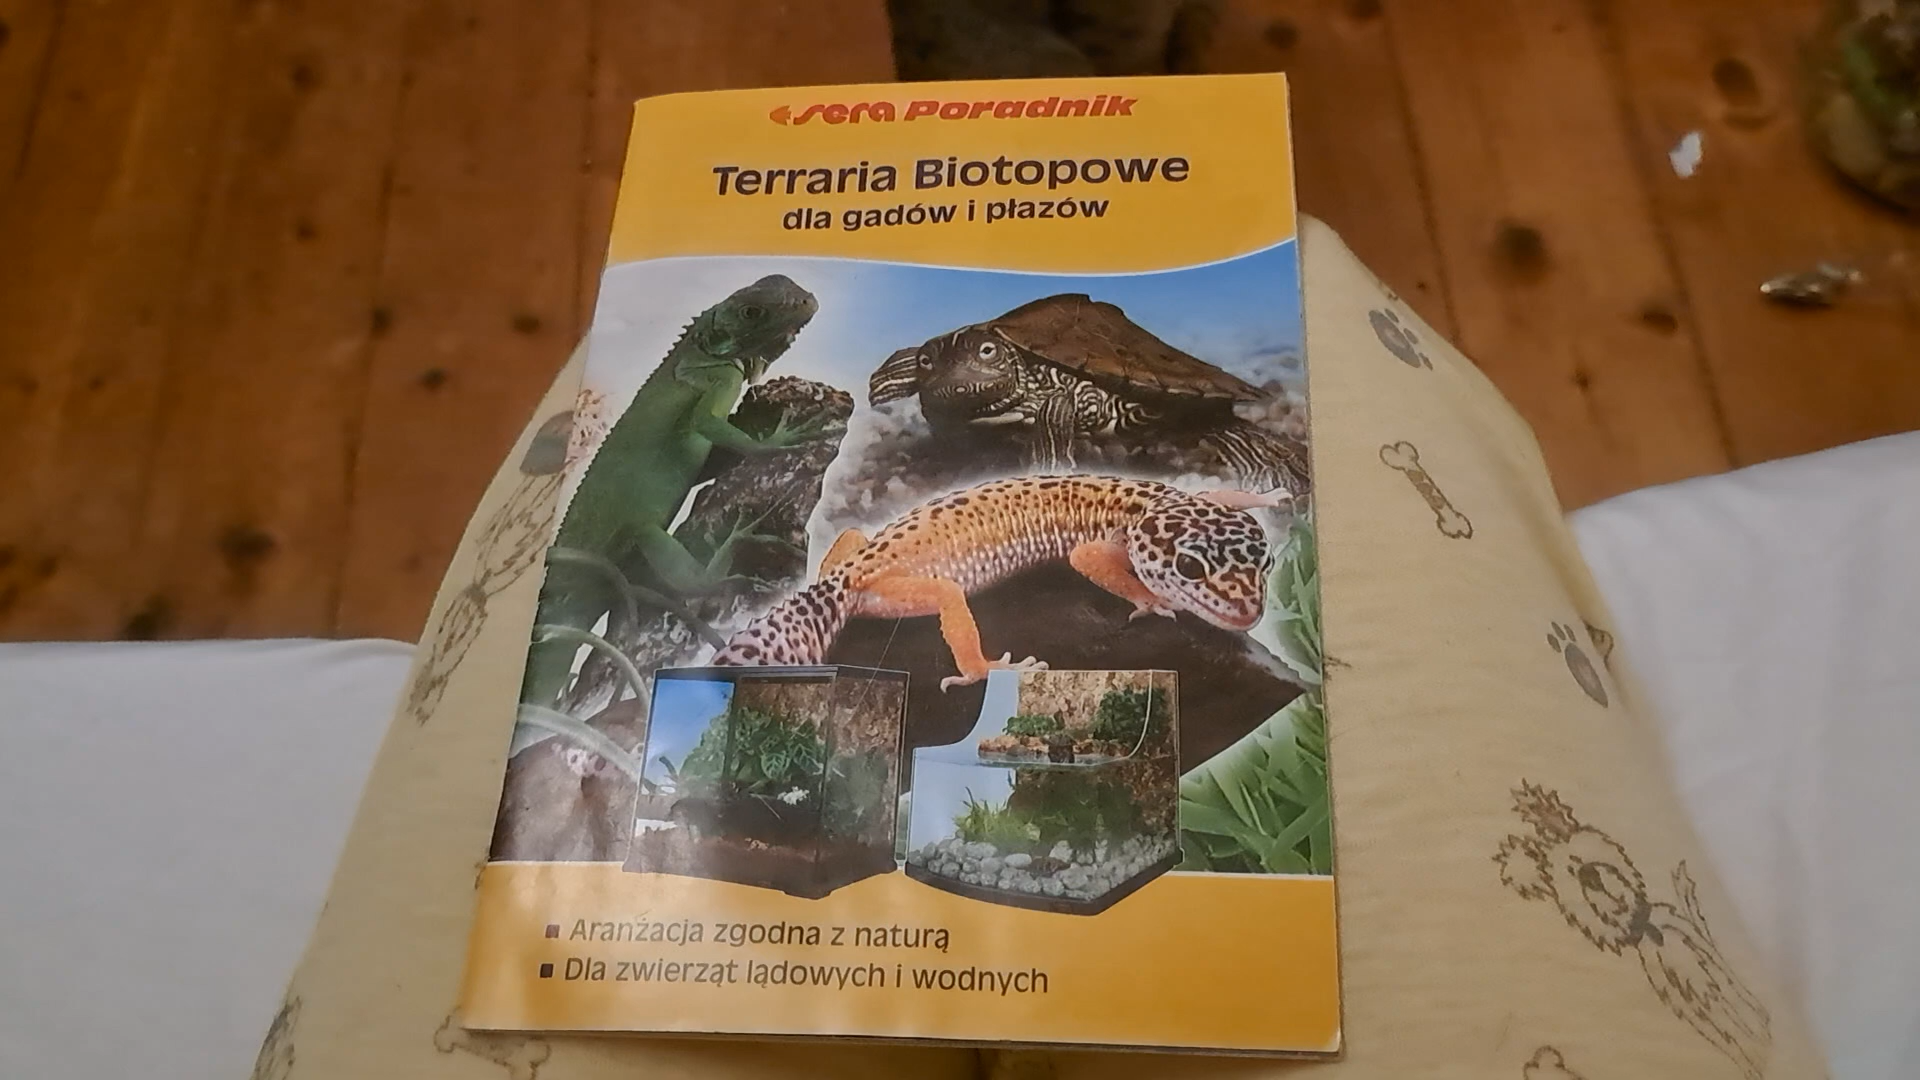 sera Poradnik
Terraria Biotopowe
dla gadów i płazów
▪ Aranżacja zgodna z naturą
▪ Dla zwierząt lądowych i wodnych